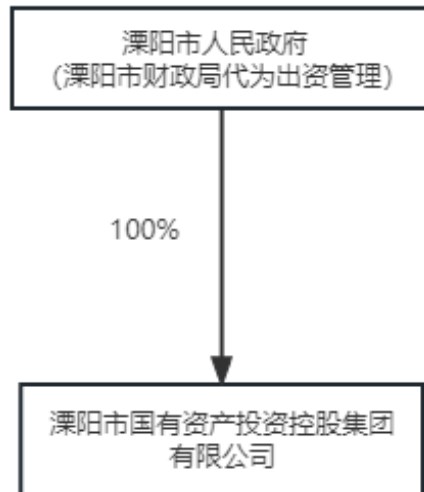 溧阳市人民政府
（溧阳市财政局代为出资管理）
100%
溧阳市国有资产投资控股集团
有限公司